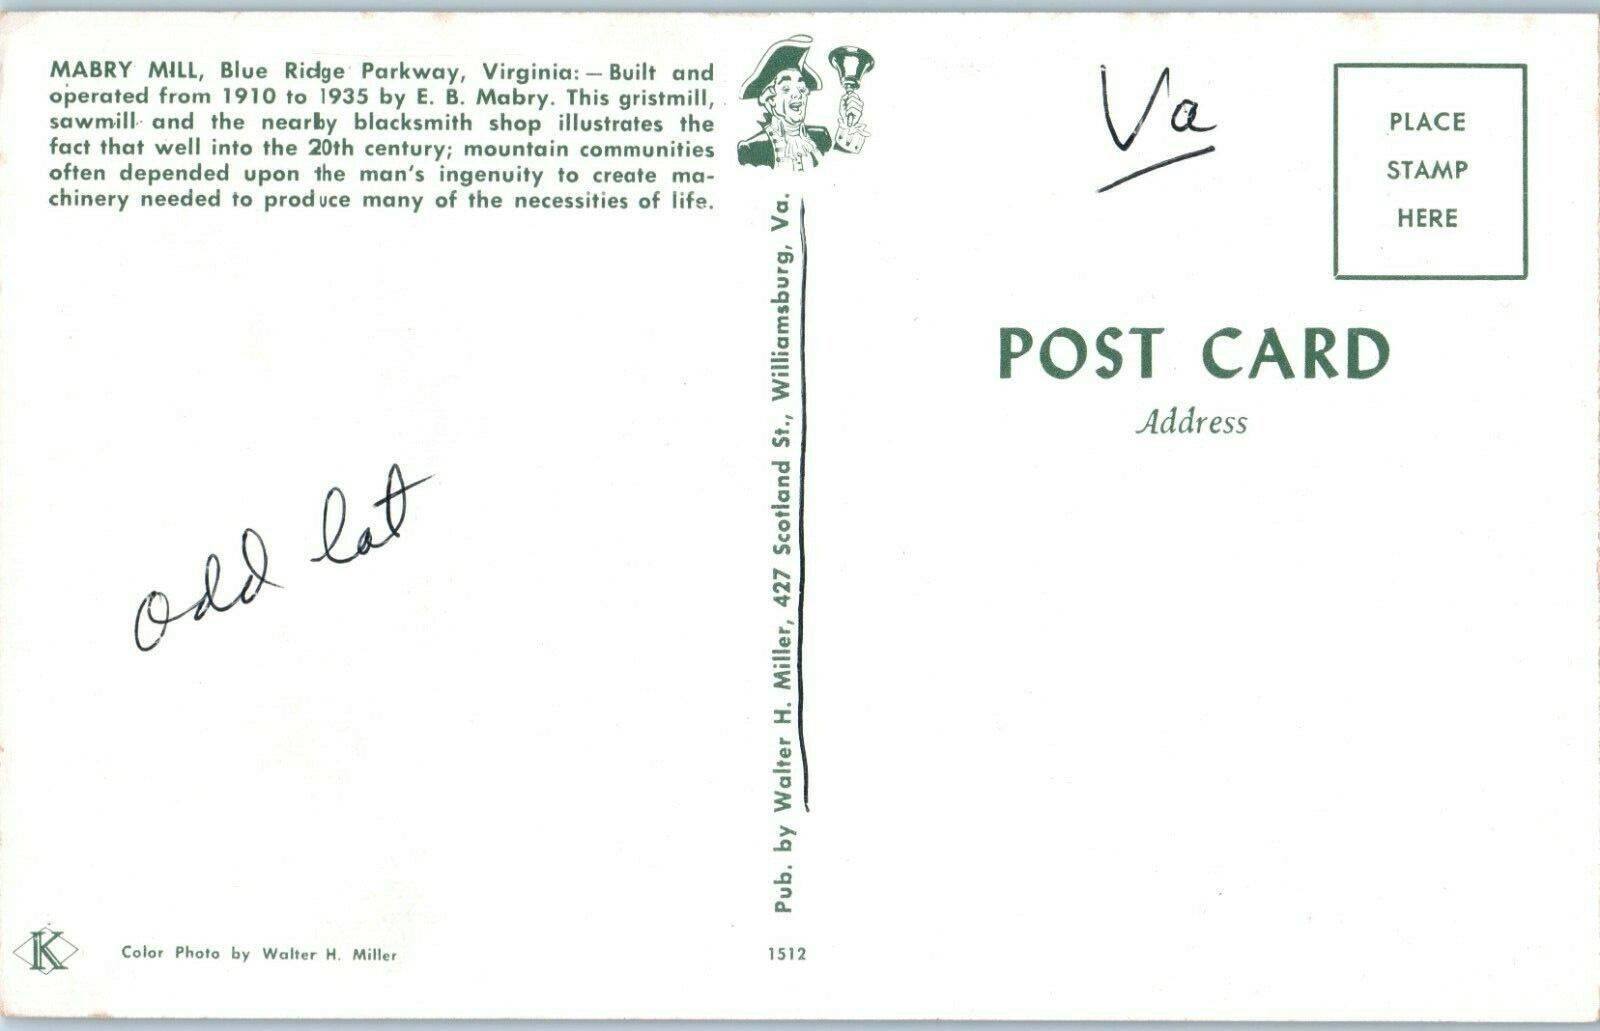 MABRY MILL, Blue Ridge Parkway, Virginia: — Built and
operated from 1910 to 1935 by E. B. Mabry. This gristmill,
sawmill and the nearby blacksmith shop illustrates the
fact that well into the 20th century; mountain communities
often depended upon the man's ingenuity to create ma-
chinery needed to produce many of the necessities of life.
odd lat
K
Color Photo by Walter H. Miller
Pub. by Walter H. Miller, 427 Scotland St., Williamsburg, Va.
1512
Va
PLACE
STAMP
HERE
POST CARD
Address